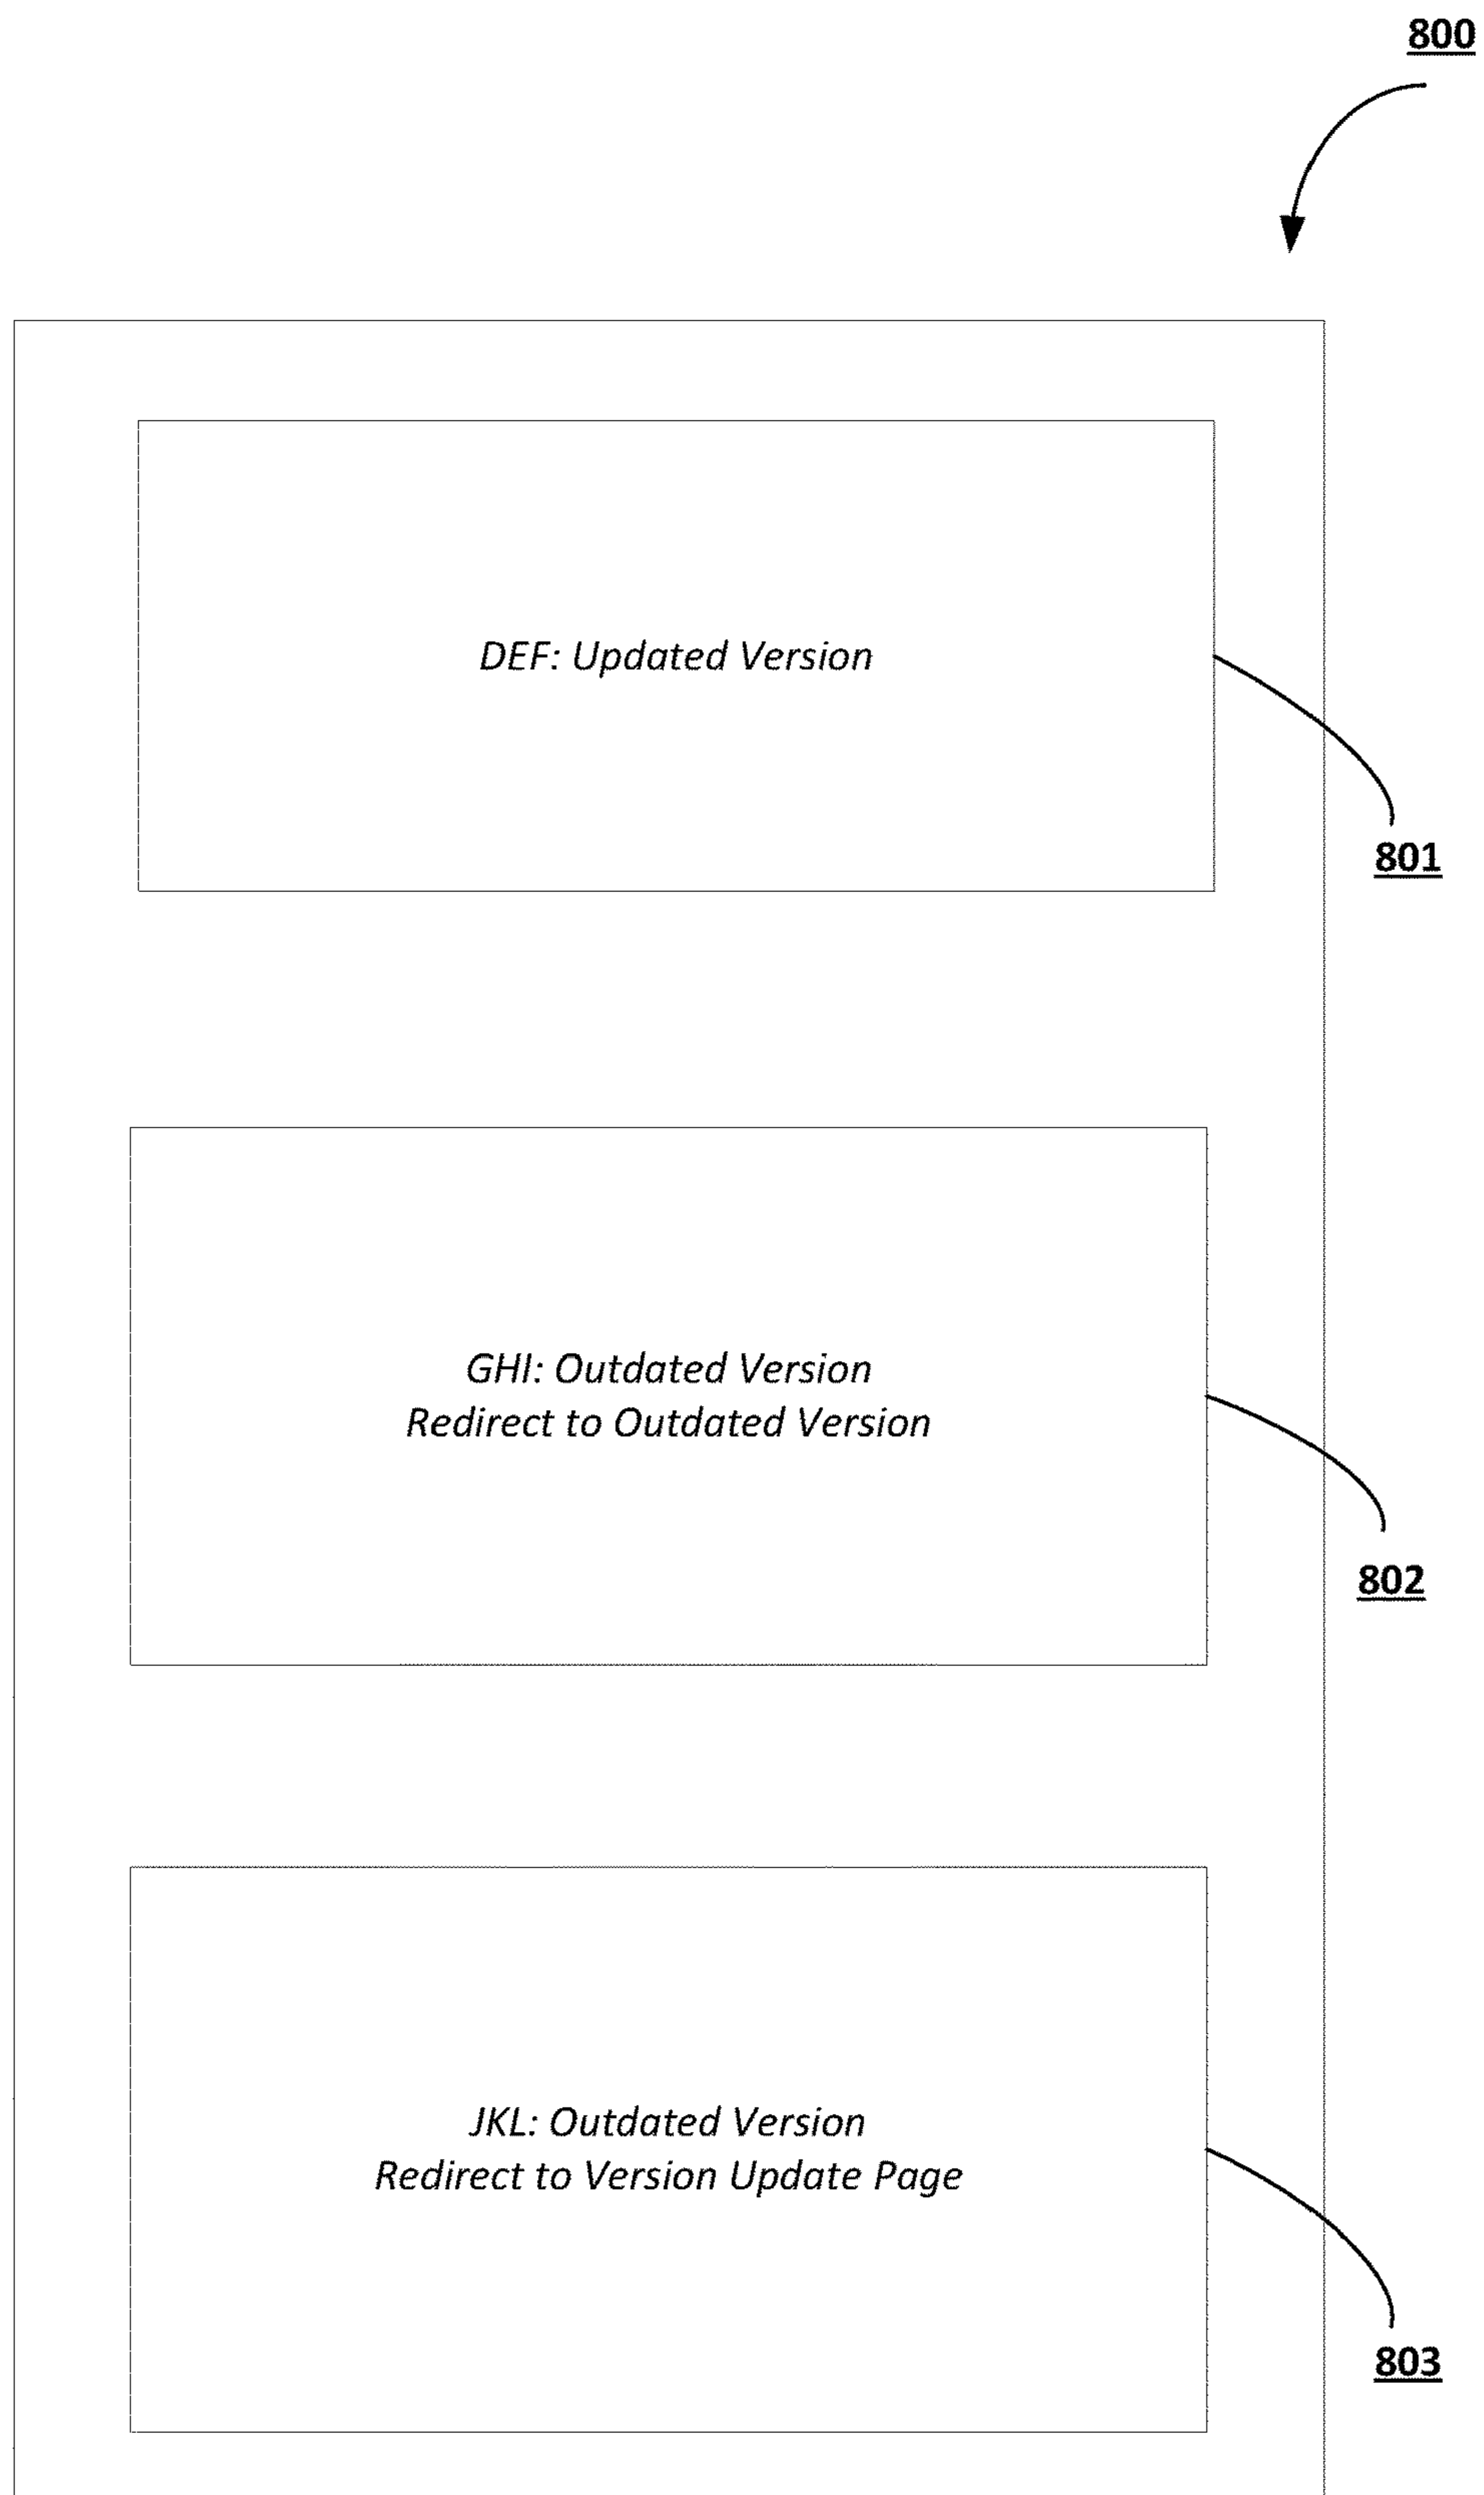 800
DEF: Updated Version
801
GHI: Outdated Version
Redirect to Outdated Version
802
JKL: Outdated Version
Redirect to Version Update Page
803